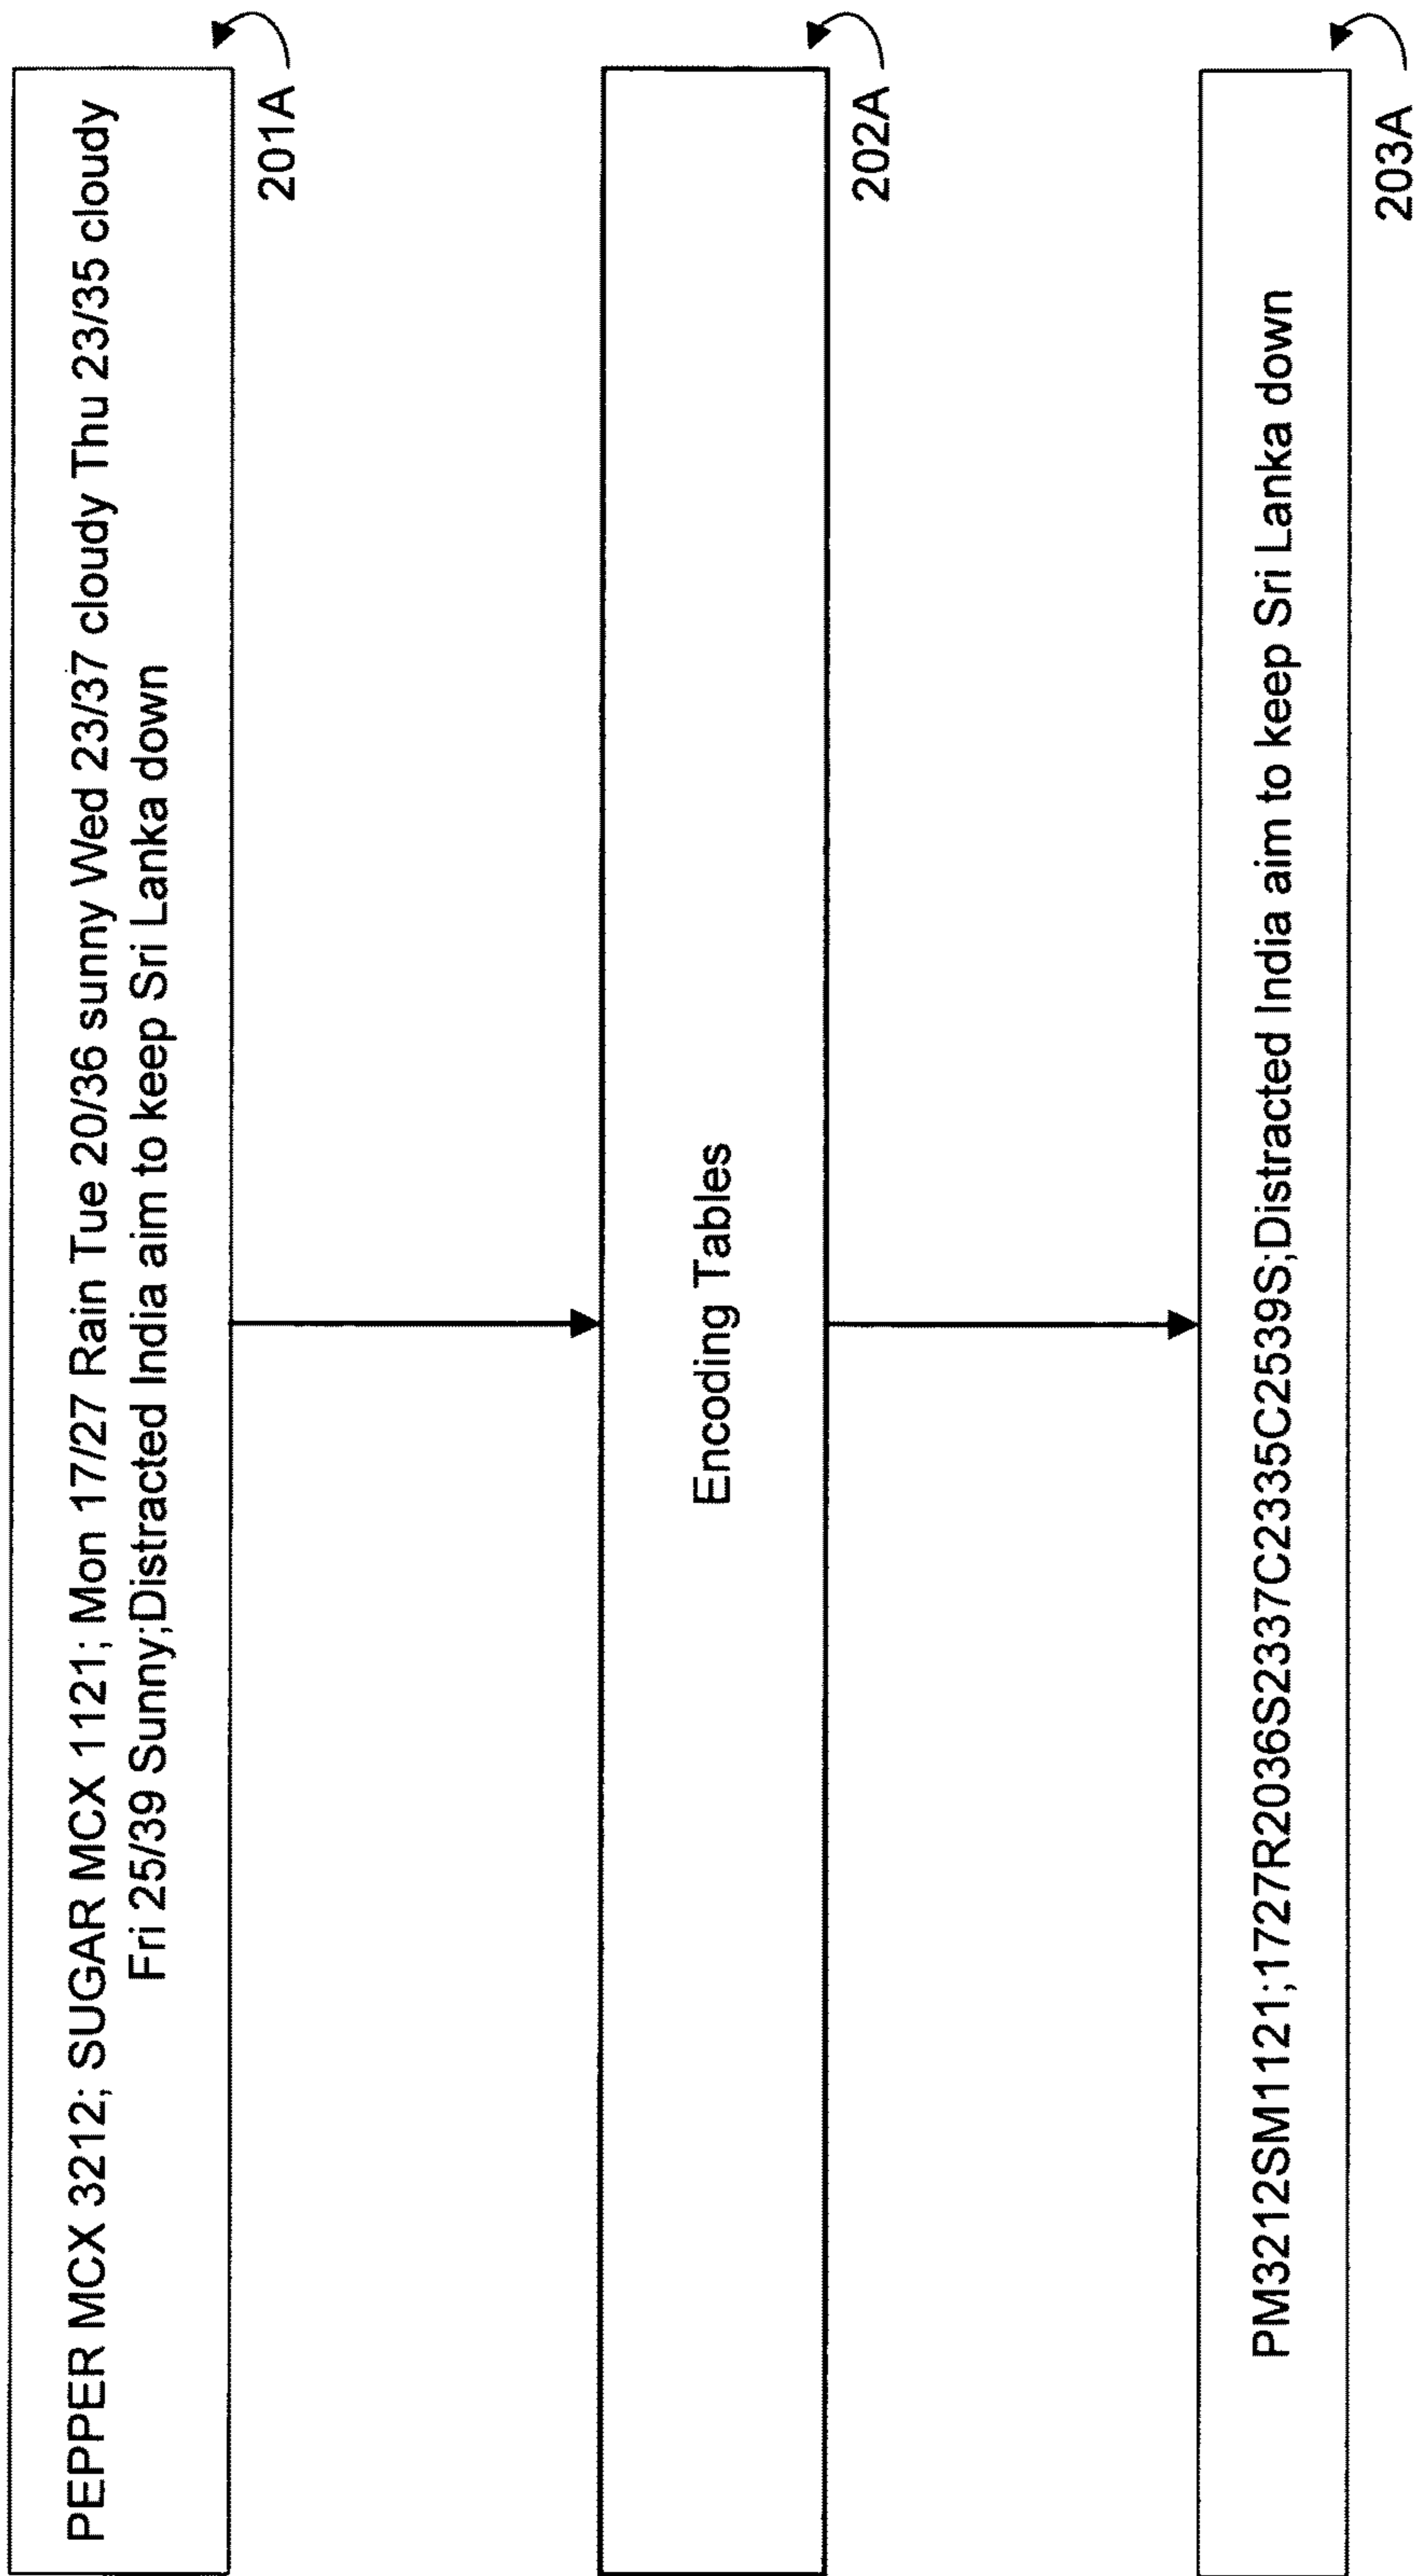 PEPPER MCX 3212; SUGAR MCX 1121; Mon 17/27 Rain Tue 20/36 sunny Wed 23/37 cloudy Thu 23/35 cloudy
Fri 25/39 Sunny;Distracted India aim to keep Sri Lanka down
201A
Encoding Tables
202A
PM3212SM1121;1727R2036S2337C2335C2539S;Distracted India aim to keep Sri Lanka down
203A